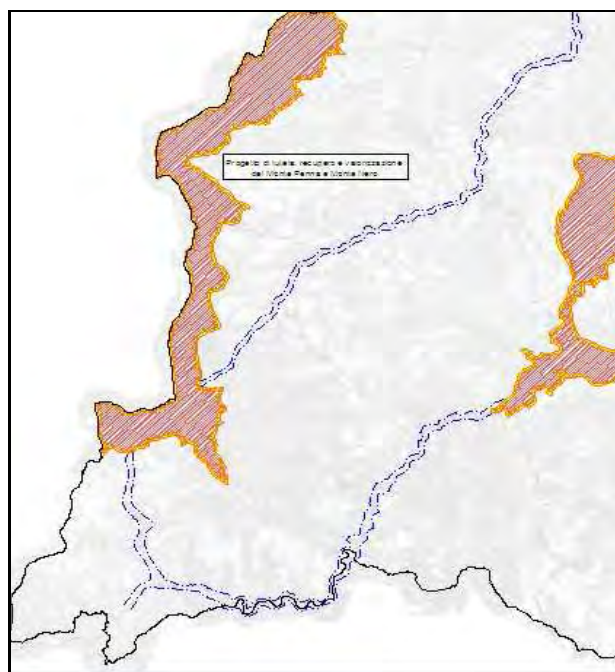 Progetto di tutela, recupero e valorizzazione
del Monte Penna e Monte Nero